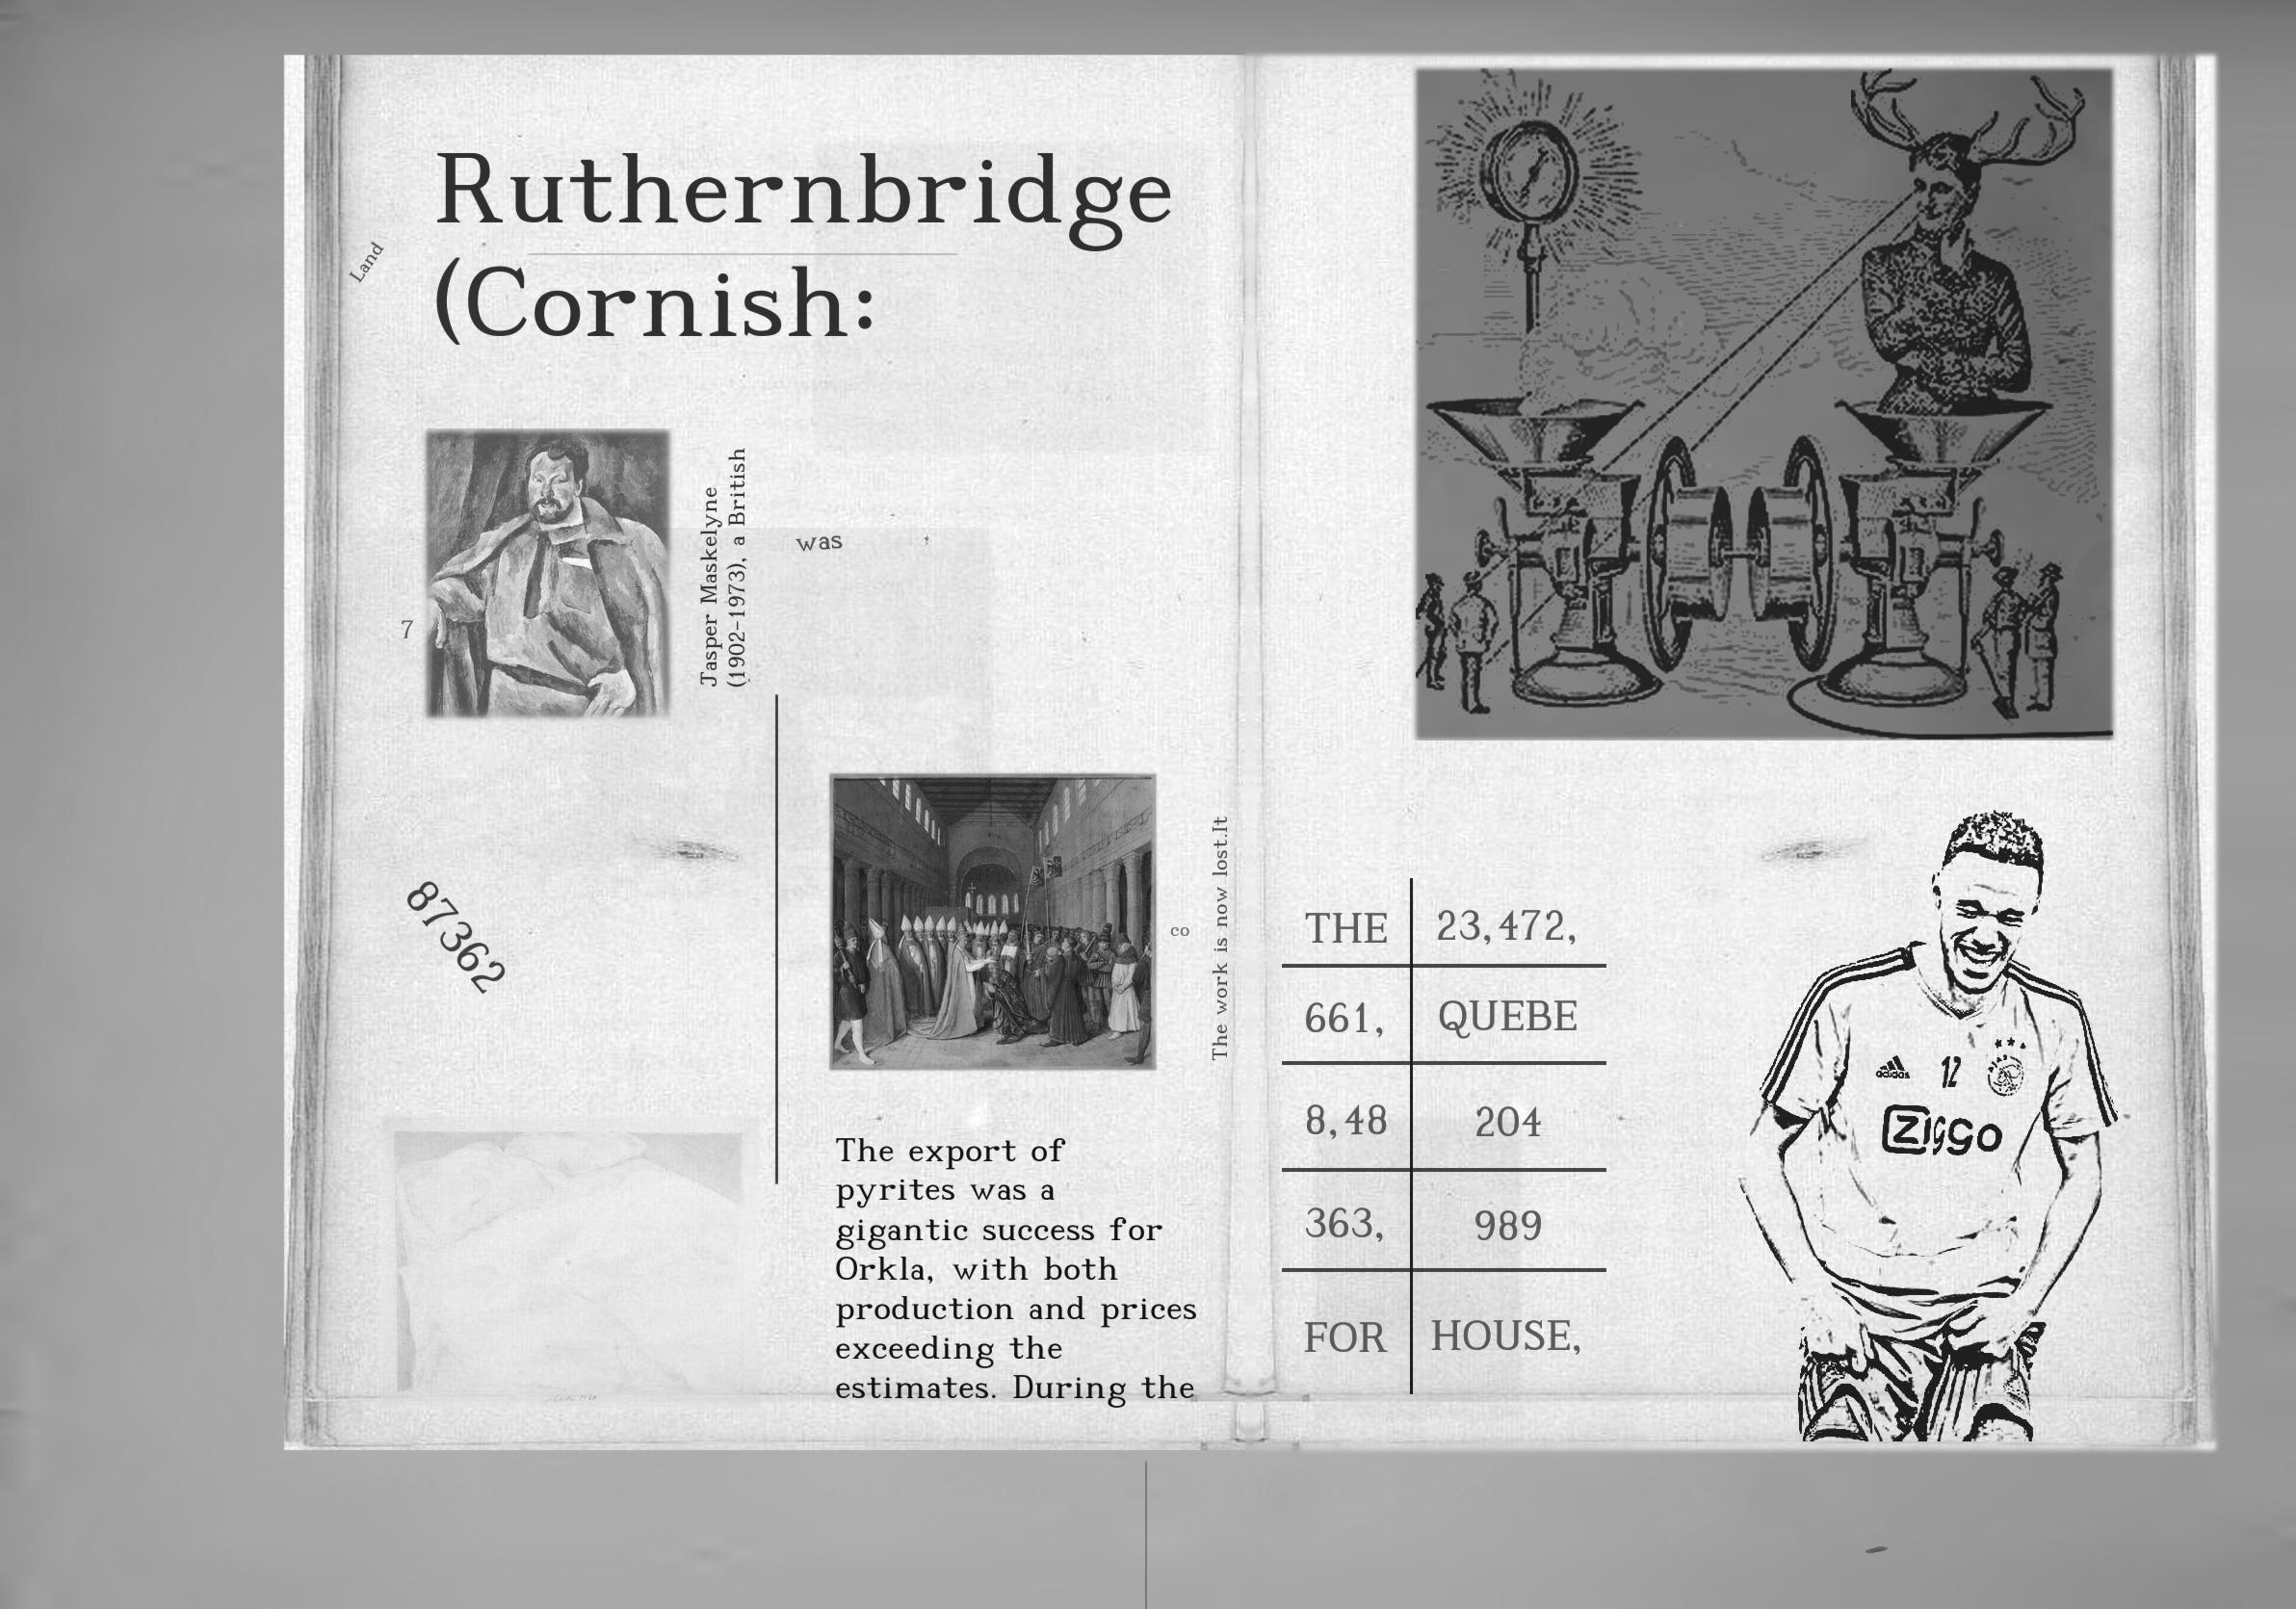 Ruthernbridge
(Cornish:
Land
Jasper Maskelyne
(1902–1973), a British
was
7
87362
co
The work is now lost.It
The export of
pyrites was a
gigantic success for
Orkla, with both
production and prices
exceeding the
estimates. During the
THE 23,472,
661, QUEBE
8,48 204
363, 989
FOR HOUSE,
adidas 12
Ziggo